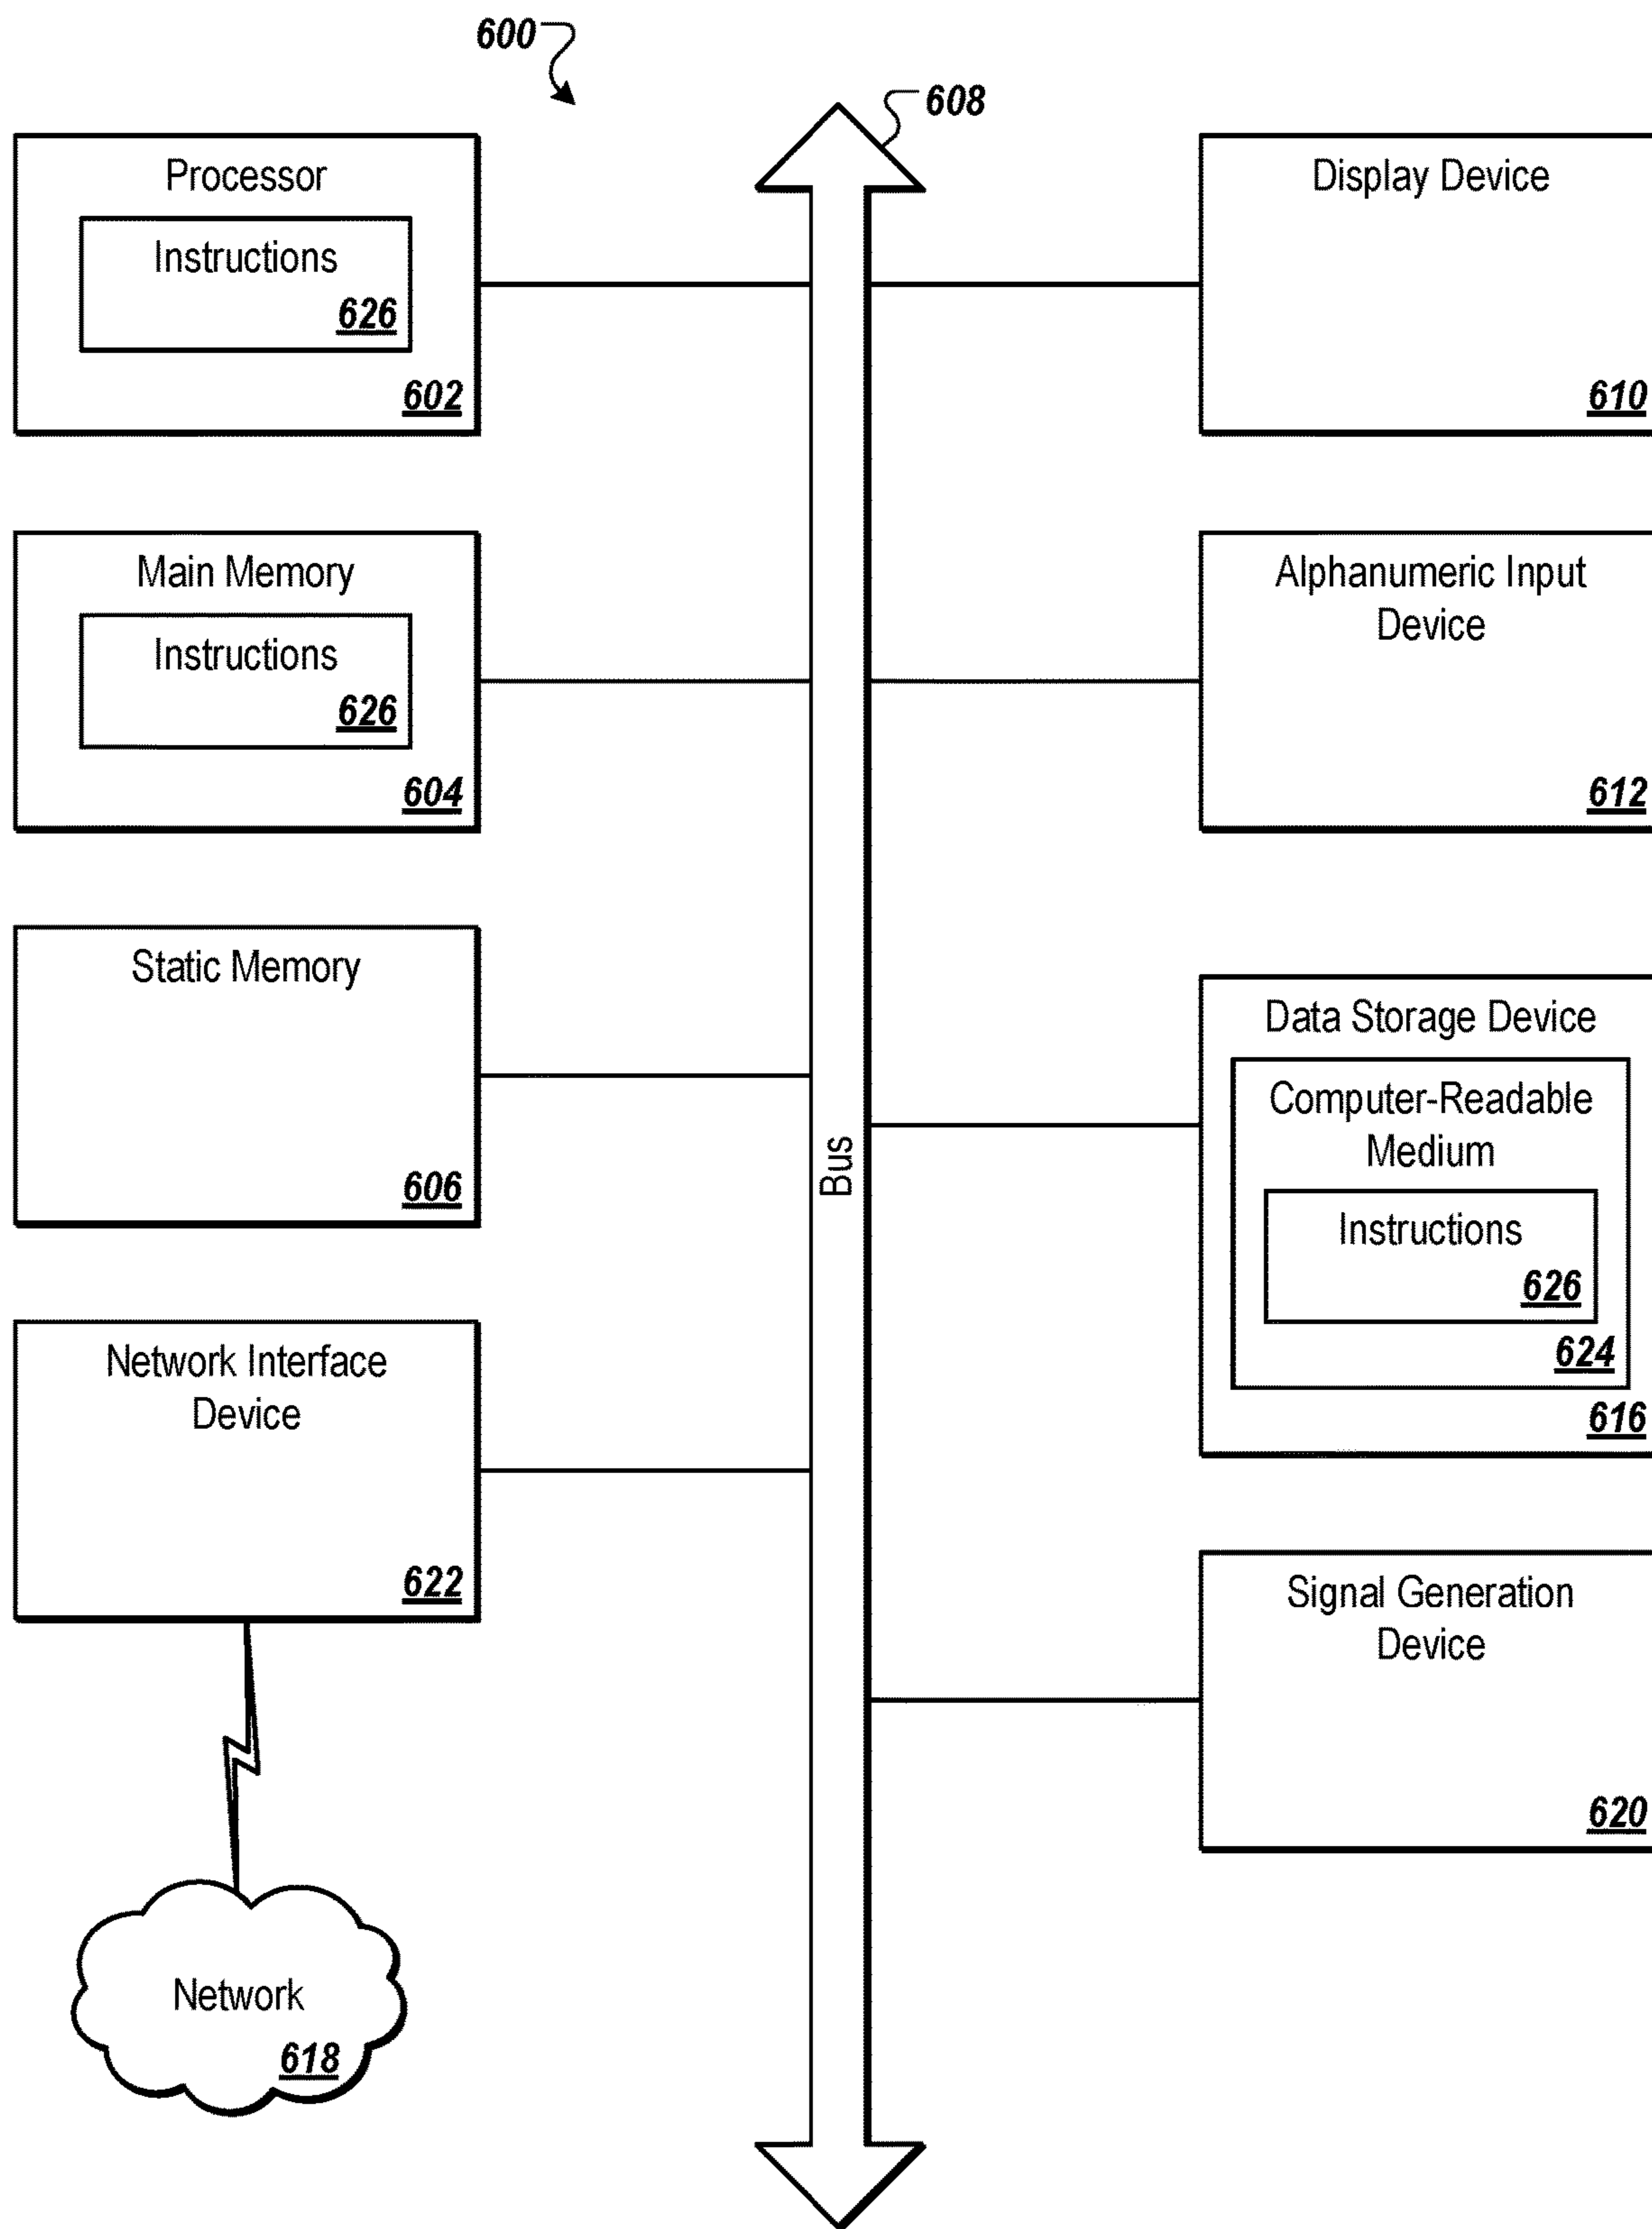 600
608
Processor
Instructions
626
602
Main Memory
Instructions
626
604
Static Memory
606
Network Interface
Device
622
Network
618
Bus
Display Device
610
Alphanumeric Input
Device
612
Data Storage Device
Computer-Readable
Medium
Instructions
626
624
616
Signal Generation
Device
620